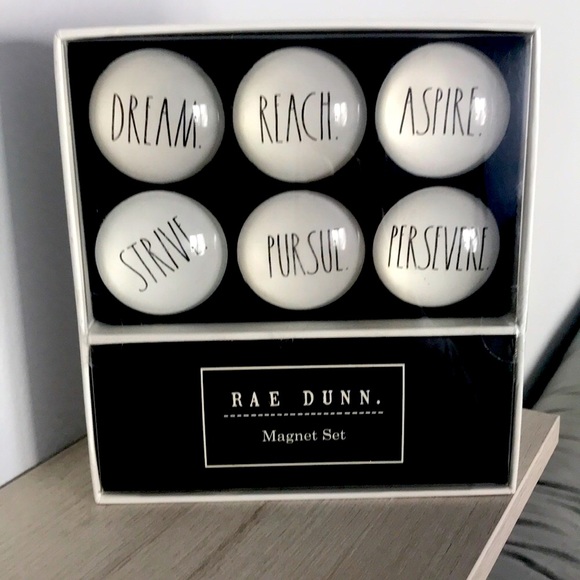 DREAM.
REACH.
ASPIRE.
STRIVE.
PURSUE.
PERSEVERE.
RAE DUNN.
Magnet Set